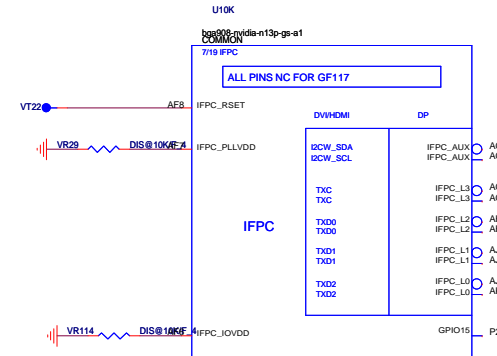 U10K
bga908-nvidia-n13p-gs-a1
COMMON
7/19 IFPC
ALL PINS NC FOR GF117
VT22
AF8
IFPC_RSET
DVI/HDMI
DP
VR29
DIS@10K/F_4
IFPC_PLLVDD
I2CW_SDA
IFPC_AUX
I2CW_SCL
IFPC_AUX
TXC
IFPC_L3
TXC
IFPC_L3
TXD0
IFPC_L2
TXD0
IFPC_L2
IFPC
TXD1
IFPC_L1
TXD1
IFPC_L1
TXD2
IFPC_L0
TXD2
IFPC_L0
VR114
DIS@10K/F_4
IFPC_IOVDD
GPIO15